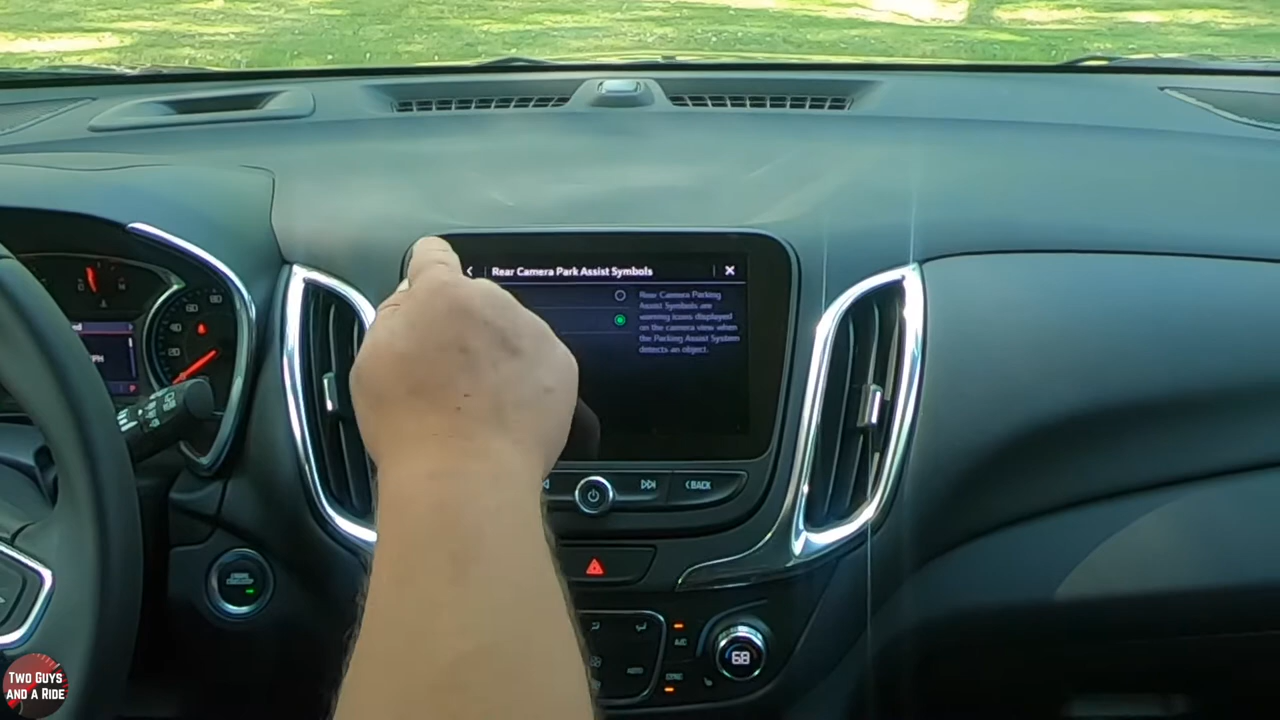 Rear Camera Park Assist Symbols
Rear Camera Parking
Assist Symbols are
warning icons displayed
on the camera view when
the Parking Assist System
detects an object.
BACK
A/C
68
TWO GUYS
AND A RIDE